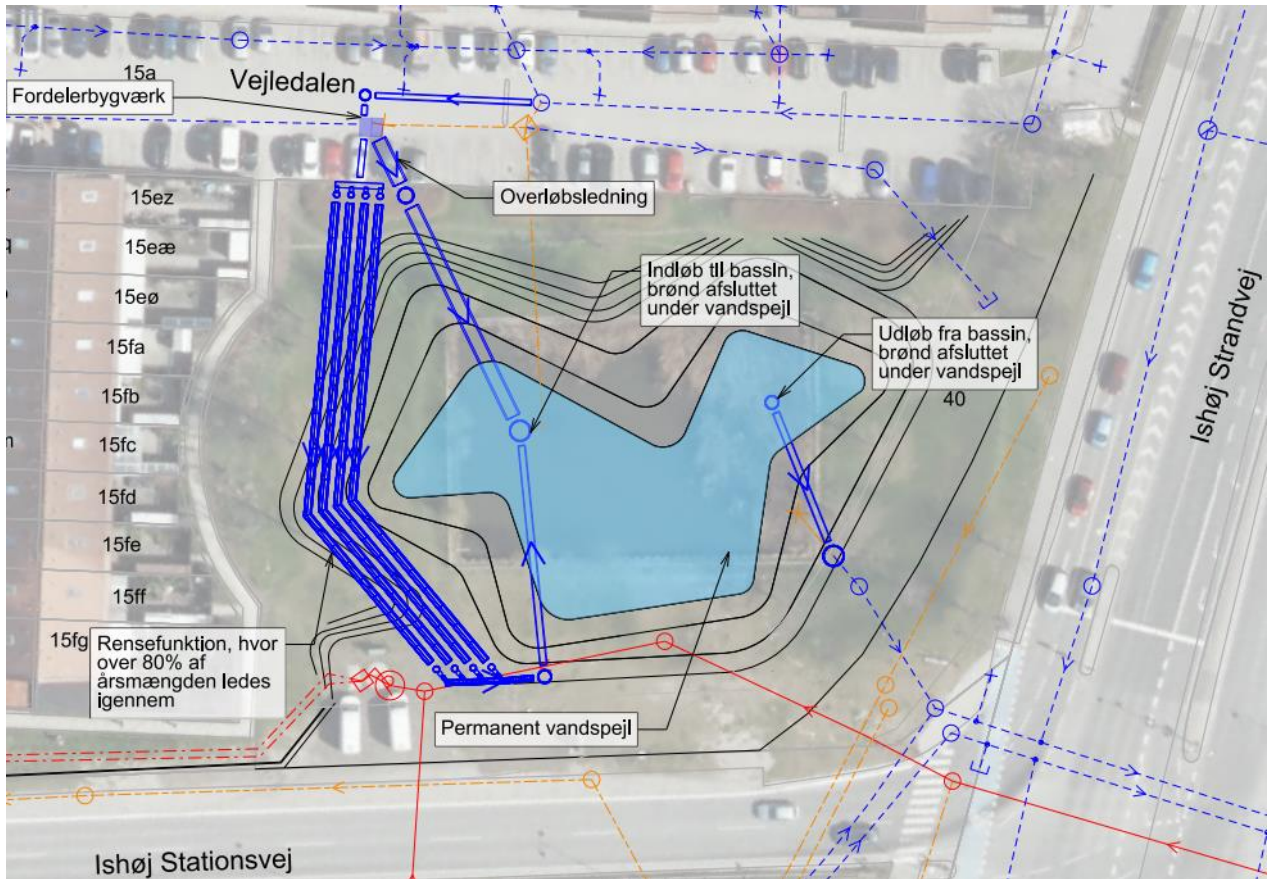 15a
Vejledalen
Fordelerbygværk
Overløbsledning
15ez
15eæ
15eø
15fa
15fb
15fc
15fd
15fe
15ff
15fg
Indløb til bassin,
brønd afsluttet
under vandspejl
Udløb fra bassin,
brønd afsluttet
under vandspejl
40
Ishøj Strandvej
Rensefunktion, hvor
over 80% af
årsmængden ledes
igennem
Permanent vandspejl
Ishøj Stationsvej